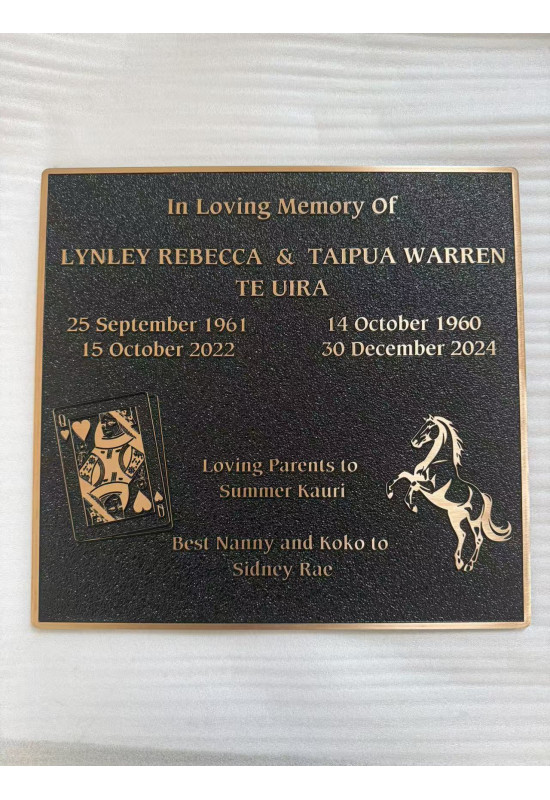 In Loving Memory Of
LYNLEY REBECCA & TAIPUA WARREN
TE UIRA
25 September 1961 14 October 1960
15 October 2022 30 December 2024
Q
Loving Parents to
Summer Kauri
Q
Best Nanny and Koko to
Sidney Rae